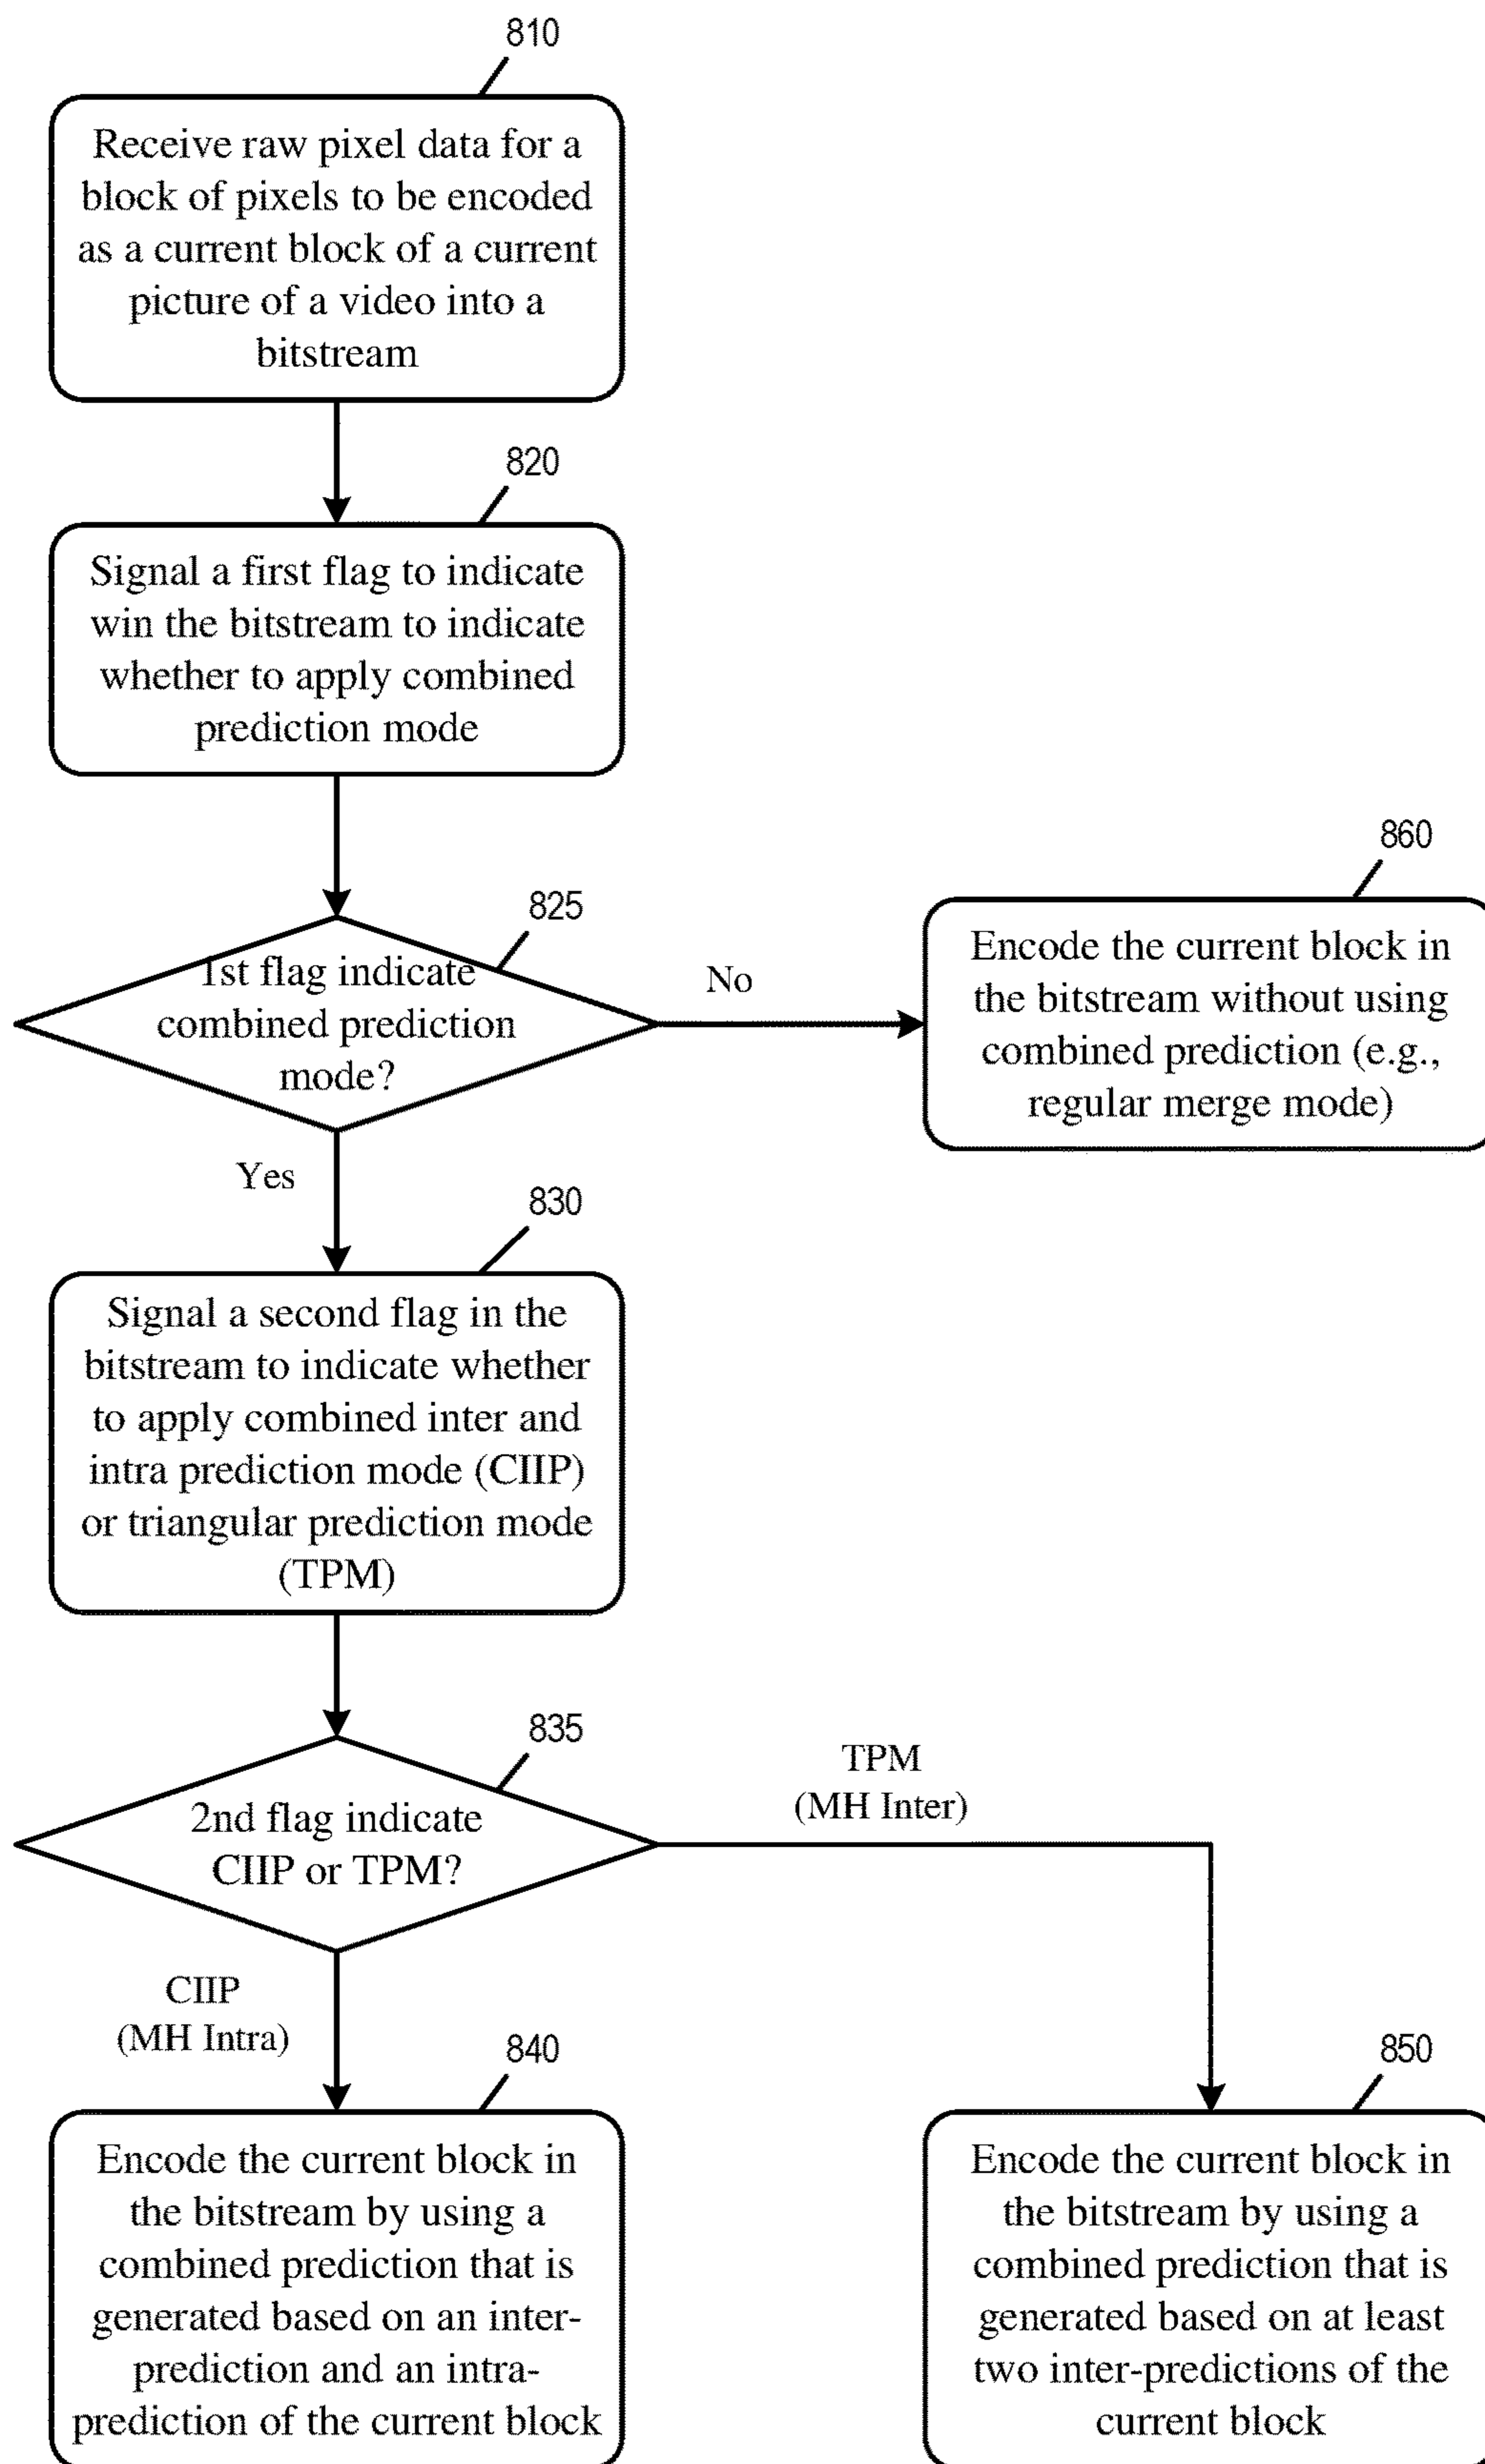 810
Receive raw pixel data for a
block of pixels to be encoded
as a current block of a current
picture of a video into a
bitstream
820
Signal a first flag to indicate
win the bitstream to indicate
whether to apply combined
prediction mode
825
1st flag indicate
combined prediction
mode?
No
860
Encode the current block in
the bitstream without using
combined prediction (e.g.,
regular merge mode)
Yes
830
Signal a second flag in the
bitstream to indicate whether
to apply combined inter and
intra prediction mode (CIIP)
or triangular prediction mode
(TPM)
835
2nd flag indicate
CIIP or TPM?
TPM
(MH Inter)
CIIP
(MH Intra)
840
Encode the current block in
the bitstream by using a
combined prediction that is
generated based on an inter-
prediction and an intra-
prediction of the current block
850
Encode the current block in
the bitstream by using a
combined prediction that is
generated based on at least
two inter-predictions of the
current block